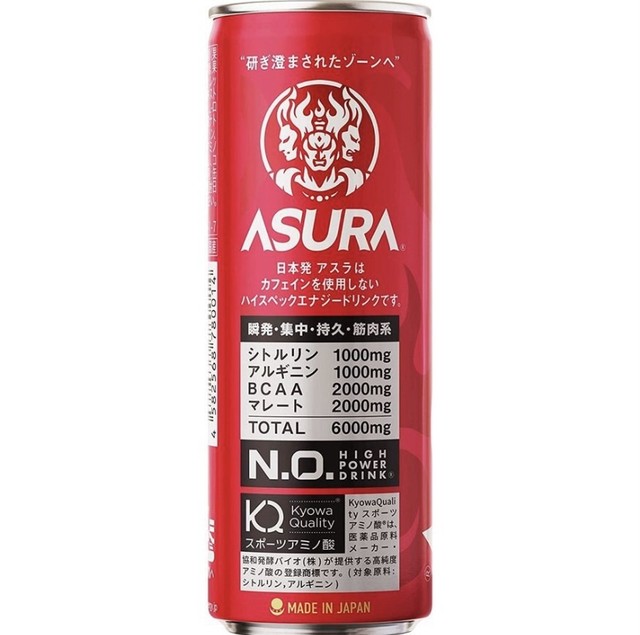 “研ぎ澄まされたゾーンへ”
ASURA
日本発 アスラは
カフェインを使用しない
ハイスペックエナジードリンクです。
瞬発・集中・持久・筋肉系
シトルリン 1000mg
アルギニン 1000mg
BCAA 2000mg
マレート 2000mg
TOTAL 6000mg
N.O. HIGH
POWER
DRINK®
KQ Kyowa
Quality®
スポーツアミノ酸
KyowaQuali
ty スポーツ
アミノ酸®は、
医薬品原料
メーカー・
協和発酵バイオ(株)が提供する高純度
アミノ酸の登録商標です。(対象原料:
シトルリン,アルギニン)
MADE IN JAPAN
4 582568 780014